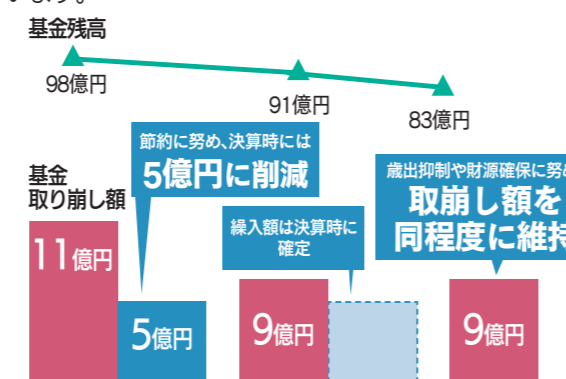 います。
基金残高
98億円
91億円
83億円
節約に努め、決算時には
5億円に削減
基金
取り崩し額
繰入額は決算時に
確定
歳出抑制や財源確保に努め
取崩し額を
同程度に維持
11億円
5億円
9億円
9億円